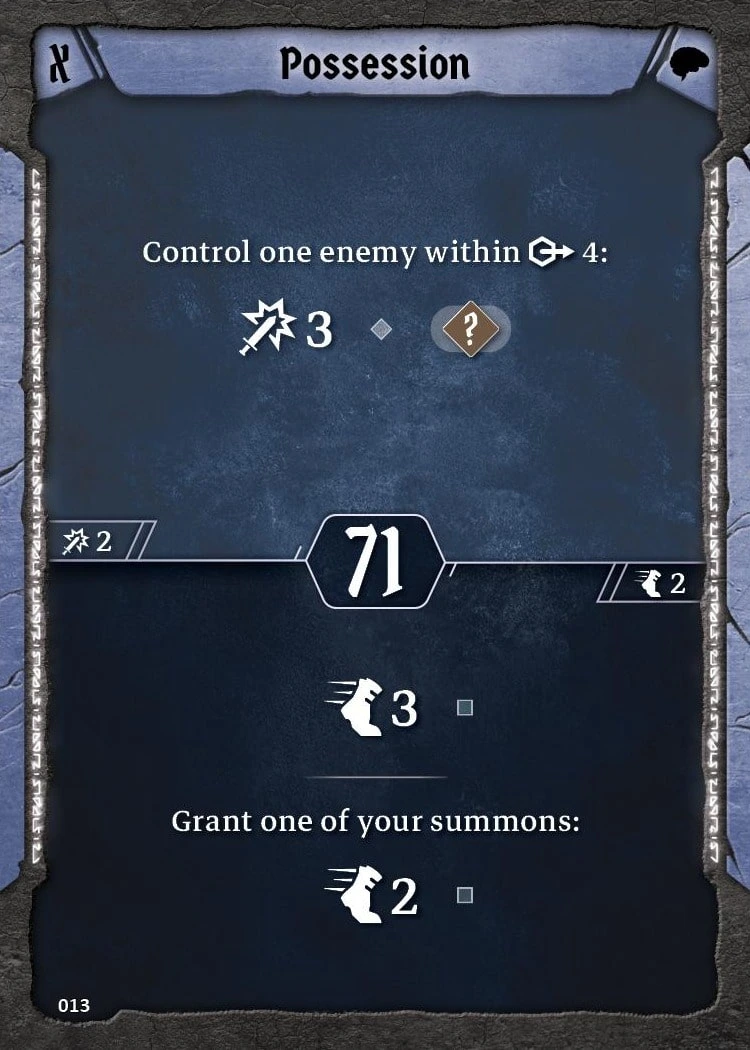 Possession
Control one enemy within 4:
3
?
2
71
2
3
Grant one of your summons:
2
013